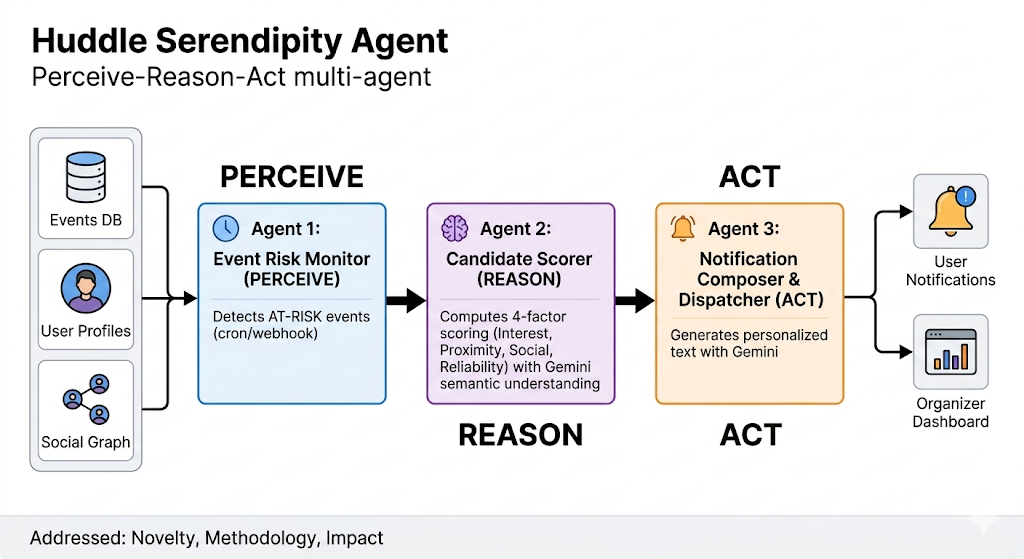 Huddle Serendipity Agent
Perceive-Reason-Act multi-agent
Events DB
User Profiles
Social Graph
PERCEIVE
Agent 1:
Event Risk Monitor
(PERCEIVE)
Detects AT-RISK events
(cron/webhook)
Agent 2:
Candidate Scorer
(REASON)
Computes 4-factor
scoring (Interest,
Proximity, Social,
Reliability) with Gemini
semantic understanding
REASON
ACT
Agent 3:
Notification
Composer &
Dispatcher (ACT)
Generates personalized
text with Gemini
ACT
User
Notifications
Organizer
Dashboard
Addressed: Novelty, Methodology, Impact